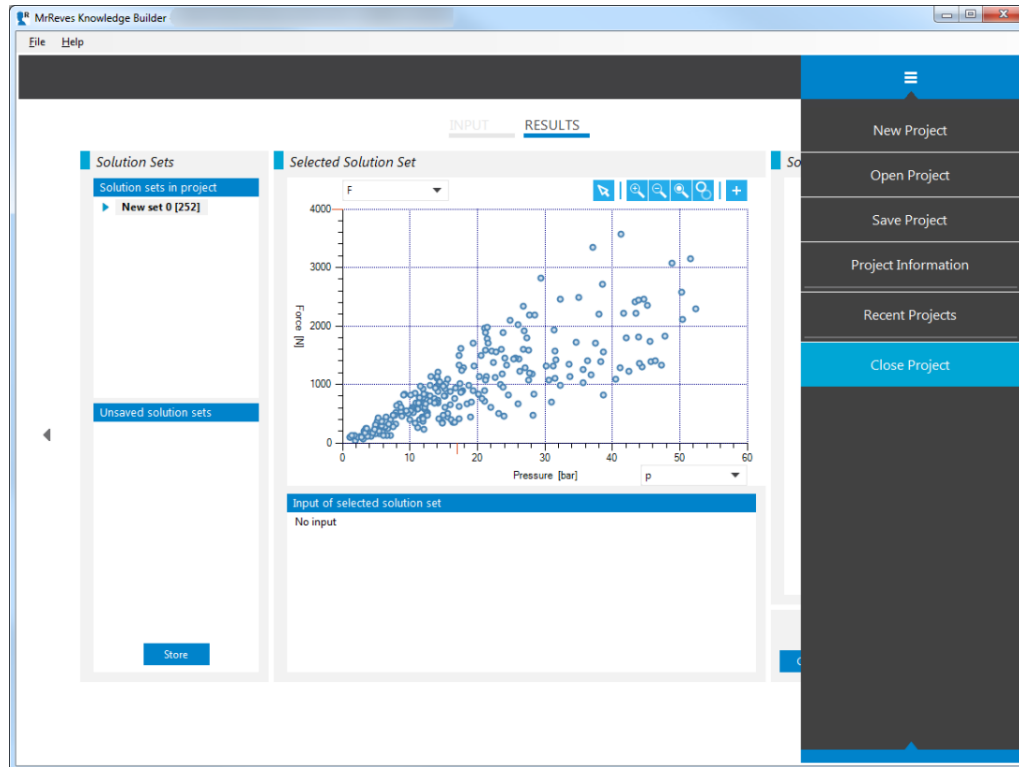 MrReves Knowledge Builder
File Help
INPUT RESULTS
Solution Sets
Solution sets in project
New set 0 [252]
Unsaved solution sets
Store
Selected Solution Set
F
4000
3000
2000
1000
0
Force [N]
0 10 20 30 40 50 60
Pressure [bar]
p
Input of selected solution set
No input
So
New Project
Open Project
Save Project
Project Information
Recent Projects
Close Project